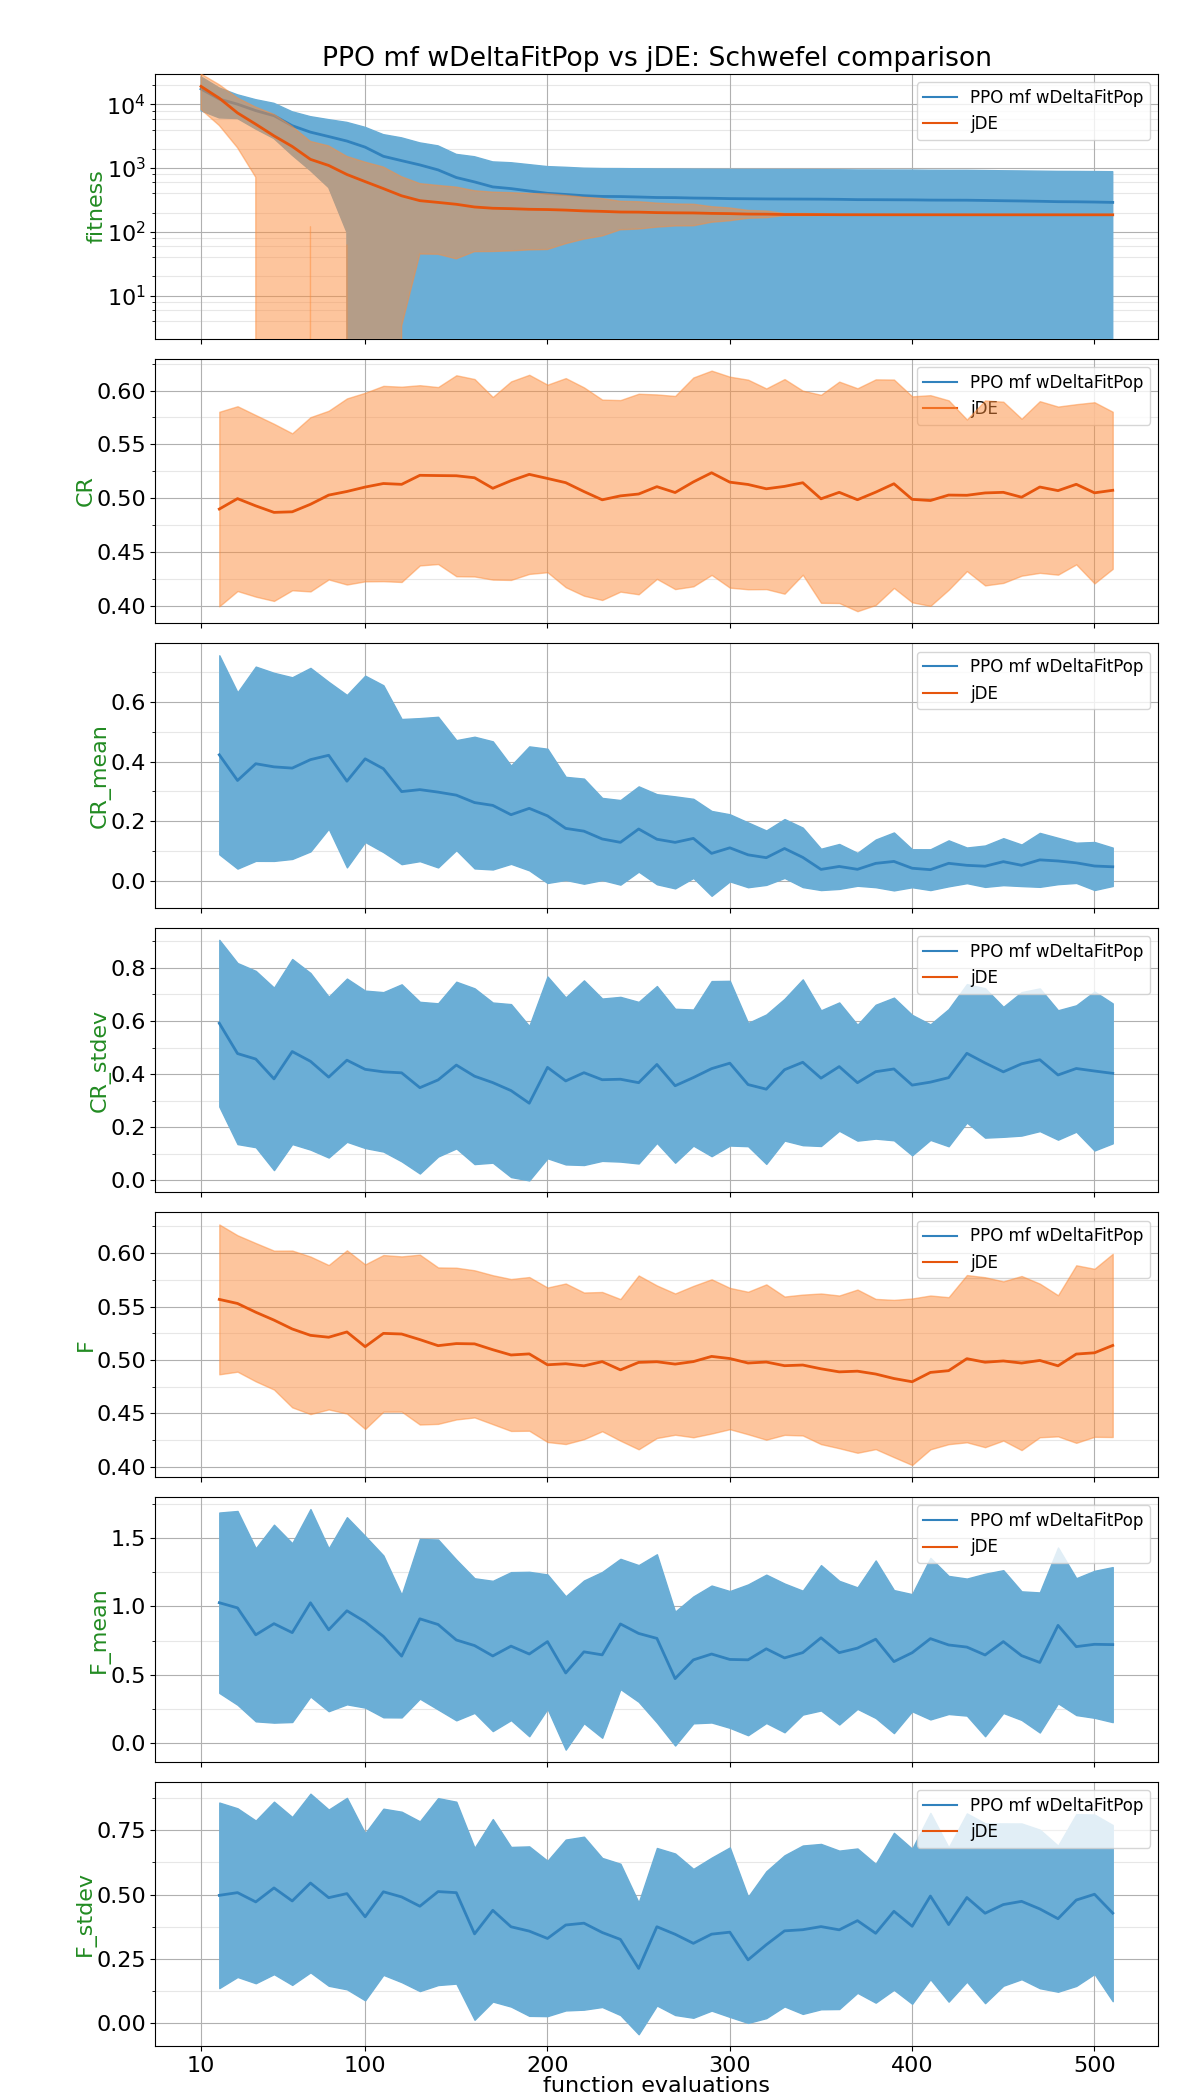 PPO mf wDeltaFitPop vs jDE: Schwefel comparison
fitness
10⁴
10³
10²
10¹
PPO mf wDeltaFitPop
jDE
CR
0.60
0.55
0.50
0.45
0.40
PPO mf wDeltaFitPop
jDE
CR_mean
0.6
0.4
0.2
0.0
PPO mf wDeltaFitPop
jDE
CR_stdev
0.8
0.6
0.4
0.2
0.0
PPO mf wDeltaFitPop
jDE
F
0.60
0.55
0.50
0.45
0.40
PPO mf wDeltaFitPop
jDE
F_mean
1.5
1.0
0.5
0.0
PPO mf wDeltaFitPop
jDE
F_stdev
0.75
0.50
0.25
0.00
PPO mf wDeltaFitPop
jDE
10 100 200 300 400 500
function evaluations